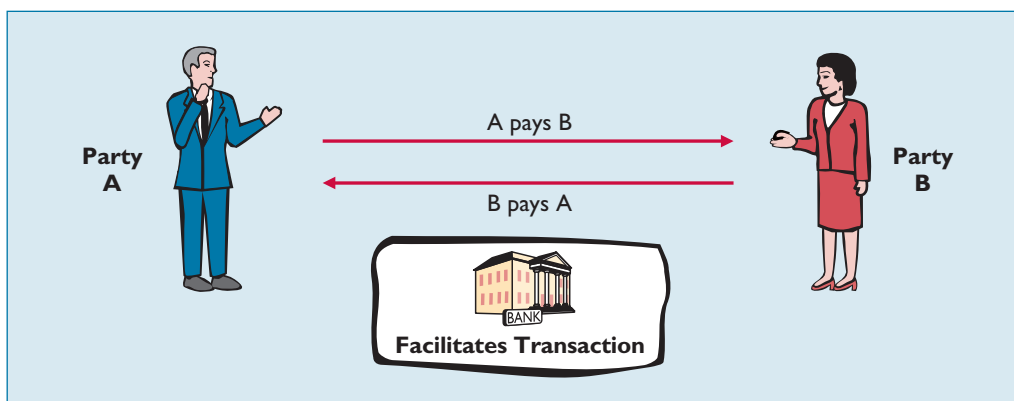 A pays B
Party
A
Party
B
B pays A
BANK
Facilitates Transaction